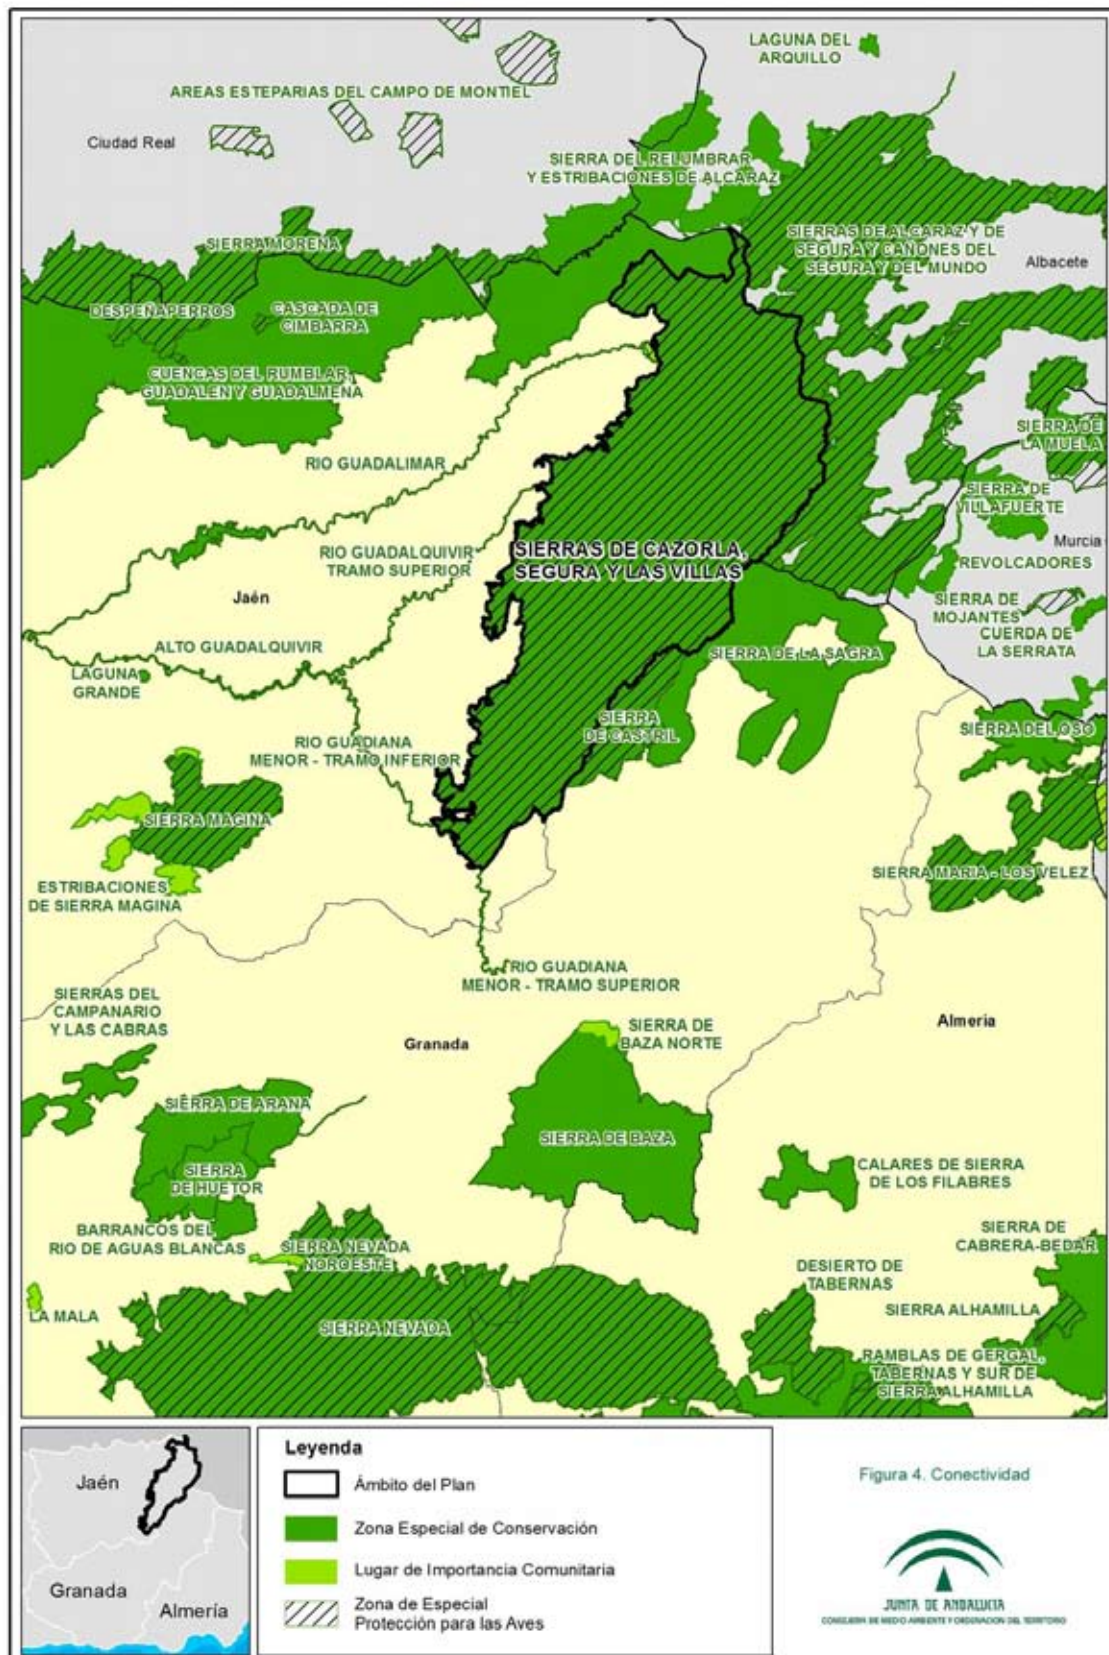 LAGUNA DEL
ARQUILLO
AREAS ESTEPARIAS DEL CAMPO DE MONTIEL
Ciudad Real
SIERRA DEL RELUMBRAR
Y ESTRIBACIONES DE ALCARAZ
SIERRA MORENA
SIERRAS DE ALCARAZ Y DE
SEGURA Y CAÑONES DEL
SEGURA Y DEL MUNDO
Albacete
DESPEÑAPERROS
CASCADA DE
CIMBARRA
CUENCAS DEL RUMBLAR,
GUADALEN Y GUADALMENA
SIERRA DE
LA MUELA
RIO GUADALIMAR
SIERRA DE
VILLAFUERTE
Murcia
RIO GUADALQUIVIR
TRAMO SUPERIOR
SIERRAS DE CAZORLA,
SEGURA Y LAS VILLAS
REVOLCADORES
Jaén
SIERRA DE
MOJANTES
CUERDA DE
LA SERRATA
ALTO GUADALQUIVIR
SIERRA DE LA SAGRA
LAGUNA
GRANDE
SIERRA
DE CASTRIL
SIERRA DEL OSO
RIO GUADIANA
MENOR - TRAMO INFERIOR
SIERRA MAGINA
SIERRA MARIA - LOS VELEZ
ESTRIBACIONES
DE SIERRA MAGINA
RIO GUADIANA
MENOR - TRAMO SUPERIOR
SIERRAS DEL
CAMPANARIO
Y LAS CABRAS
Granada
SIERRA DE
BAZA NORTE
Almería
SIERRA DE ARANA
SIERRA DE BAZA
SIERRA
DE HUETOR
CALARES DE SIERRA
DE LOS FILABRES
BARRANCOS DEL
RIO DE AGUAS BLANCAS
SIERRA NEVADA
NOROESTE
SIERRA DE
CABRERA-BEDAR
DESIERTO DE
TABERNAS
LA MALA
SIERRA NEVADA
SIERRA ALHAMILLA
RAMBLAS DE GERGAL,
TABERNAS Y SUR DE
SIERRA ALHAMILLA
Jaén
Granada
Almería
Leyenda
Ámbito del Plan
Zona Especial de Conservación
Lugar de Importancia Comunitaria
Zona de Especial
Protección para las Aves
Figura 4. Conectividad
JUNTA DE ANDALUCIA
CONSEJERIA DE MEDIO AMBIENTE Y ORDENACION DEL TERRITORIO